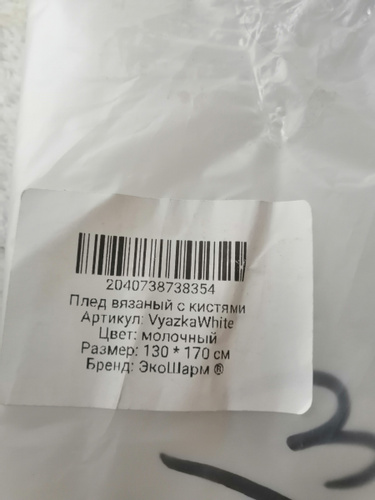 2040738738354
Плед вязаный с кистями
Артикул: VyazkaWhite
Цвет: молочный
Размер: 130 * 170 см
Бренд: ЭкоШарм ®